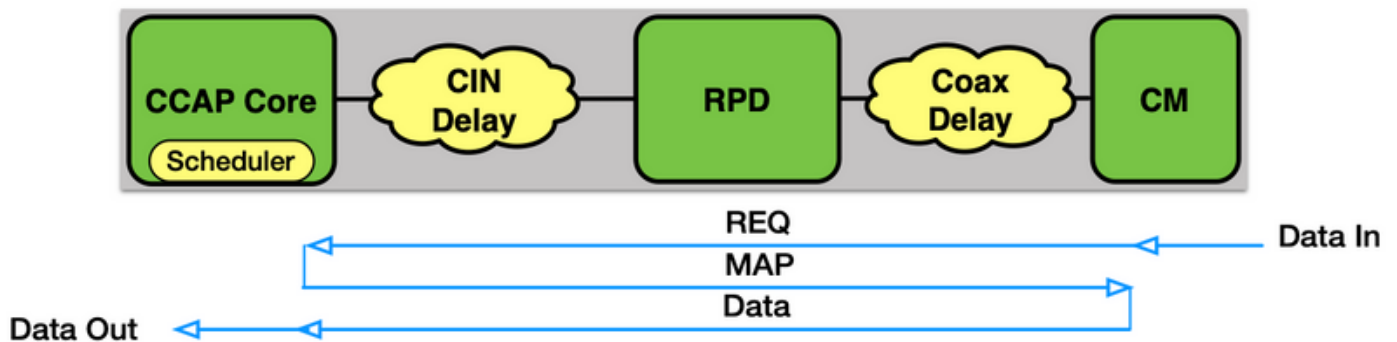 CCAP Core
Scheduler
CIN
Delay
RPD
Coax
Delay
CM
REQ
Data In
MAP
Data
Data Out